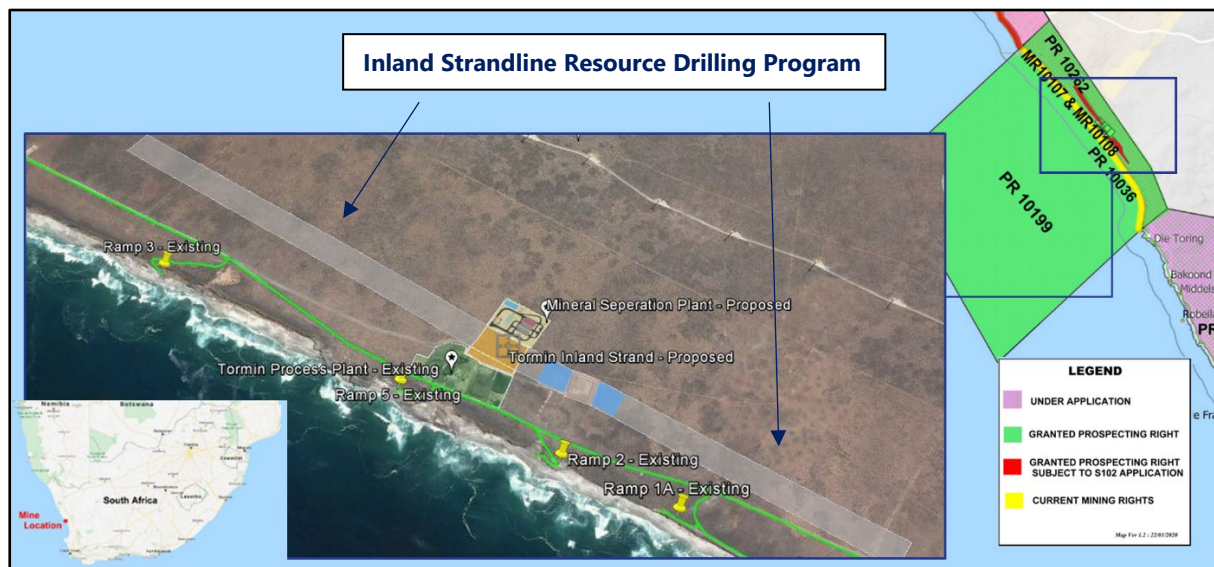 Inland Strandline Resource Drilling Program
PR 10262
MR10107 & MR10108
PR 10036
PR 10199
Die Toring
Bakoond
Middels
Robeila
PR
e Fra
Ramp 3 - Existing
Mineral Seperation Plant - Proposed
Tormin Inland Strand - Proposed
Tormin Process Plant - Existing
Ramp 5 - Existing
Ramp 2 - Existing
Ramp 1A - Existing
Namibia
Botswana
South Africa
Mine
Location
LEGEND
UNDER APPLICATION
GRANTED PROSPECTING RIGHT
GRANTED PROSPECTING RIGHT
SUBJECT TO S102 APPLICATION
CURRENT MINING RIGHTS
Map Ver 1.2 : 22/01/2020